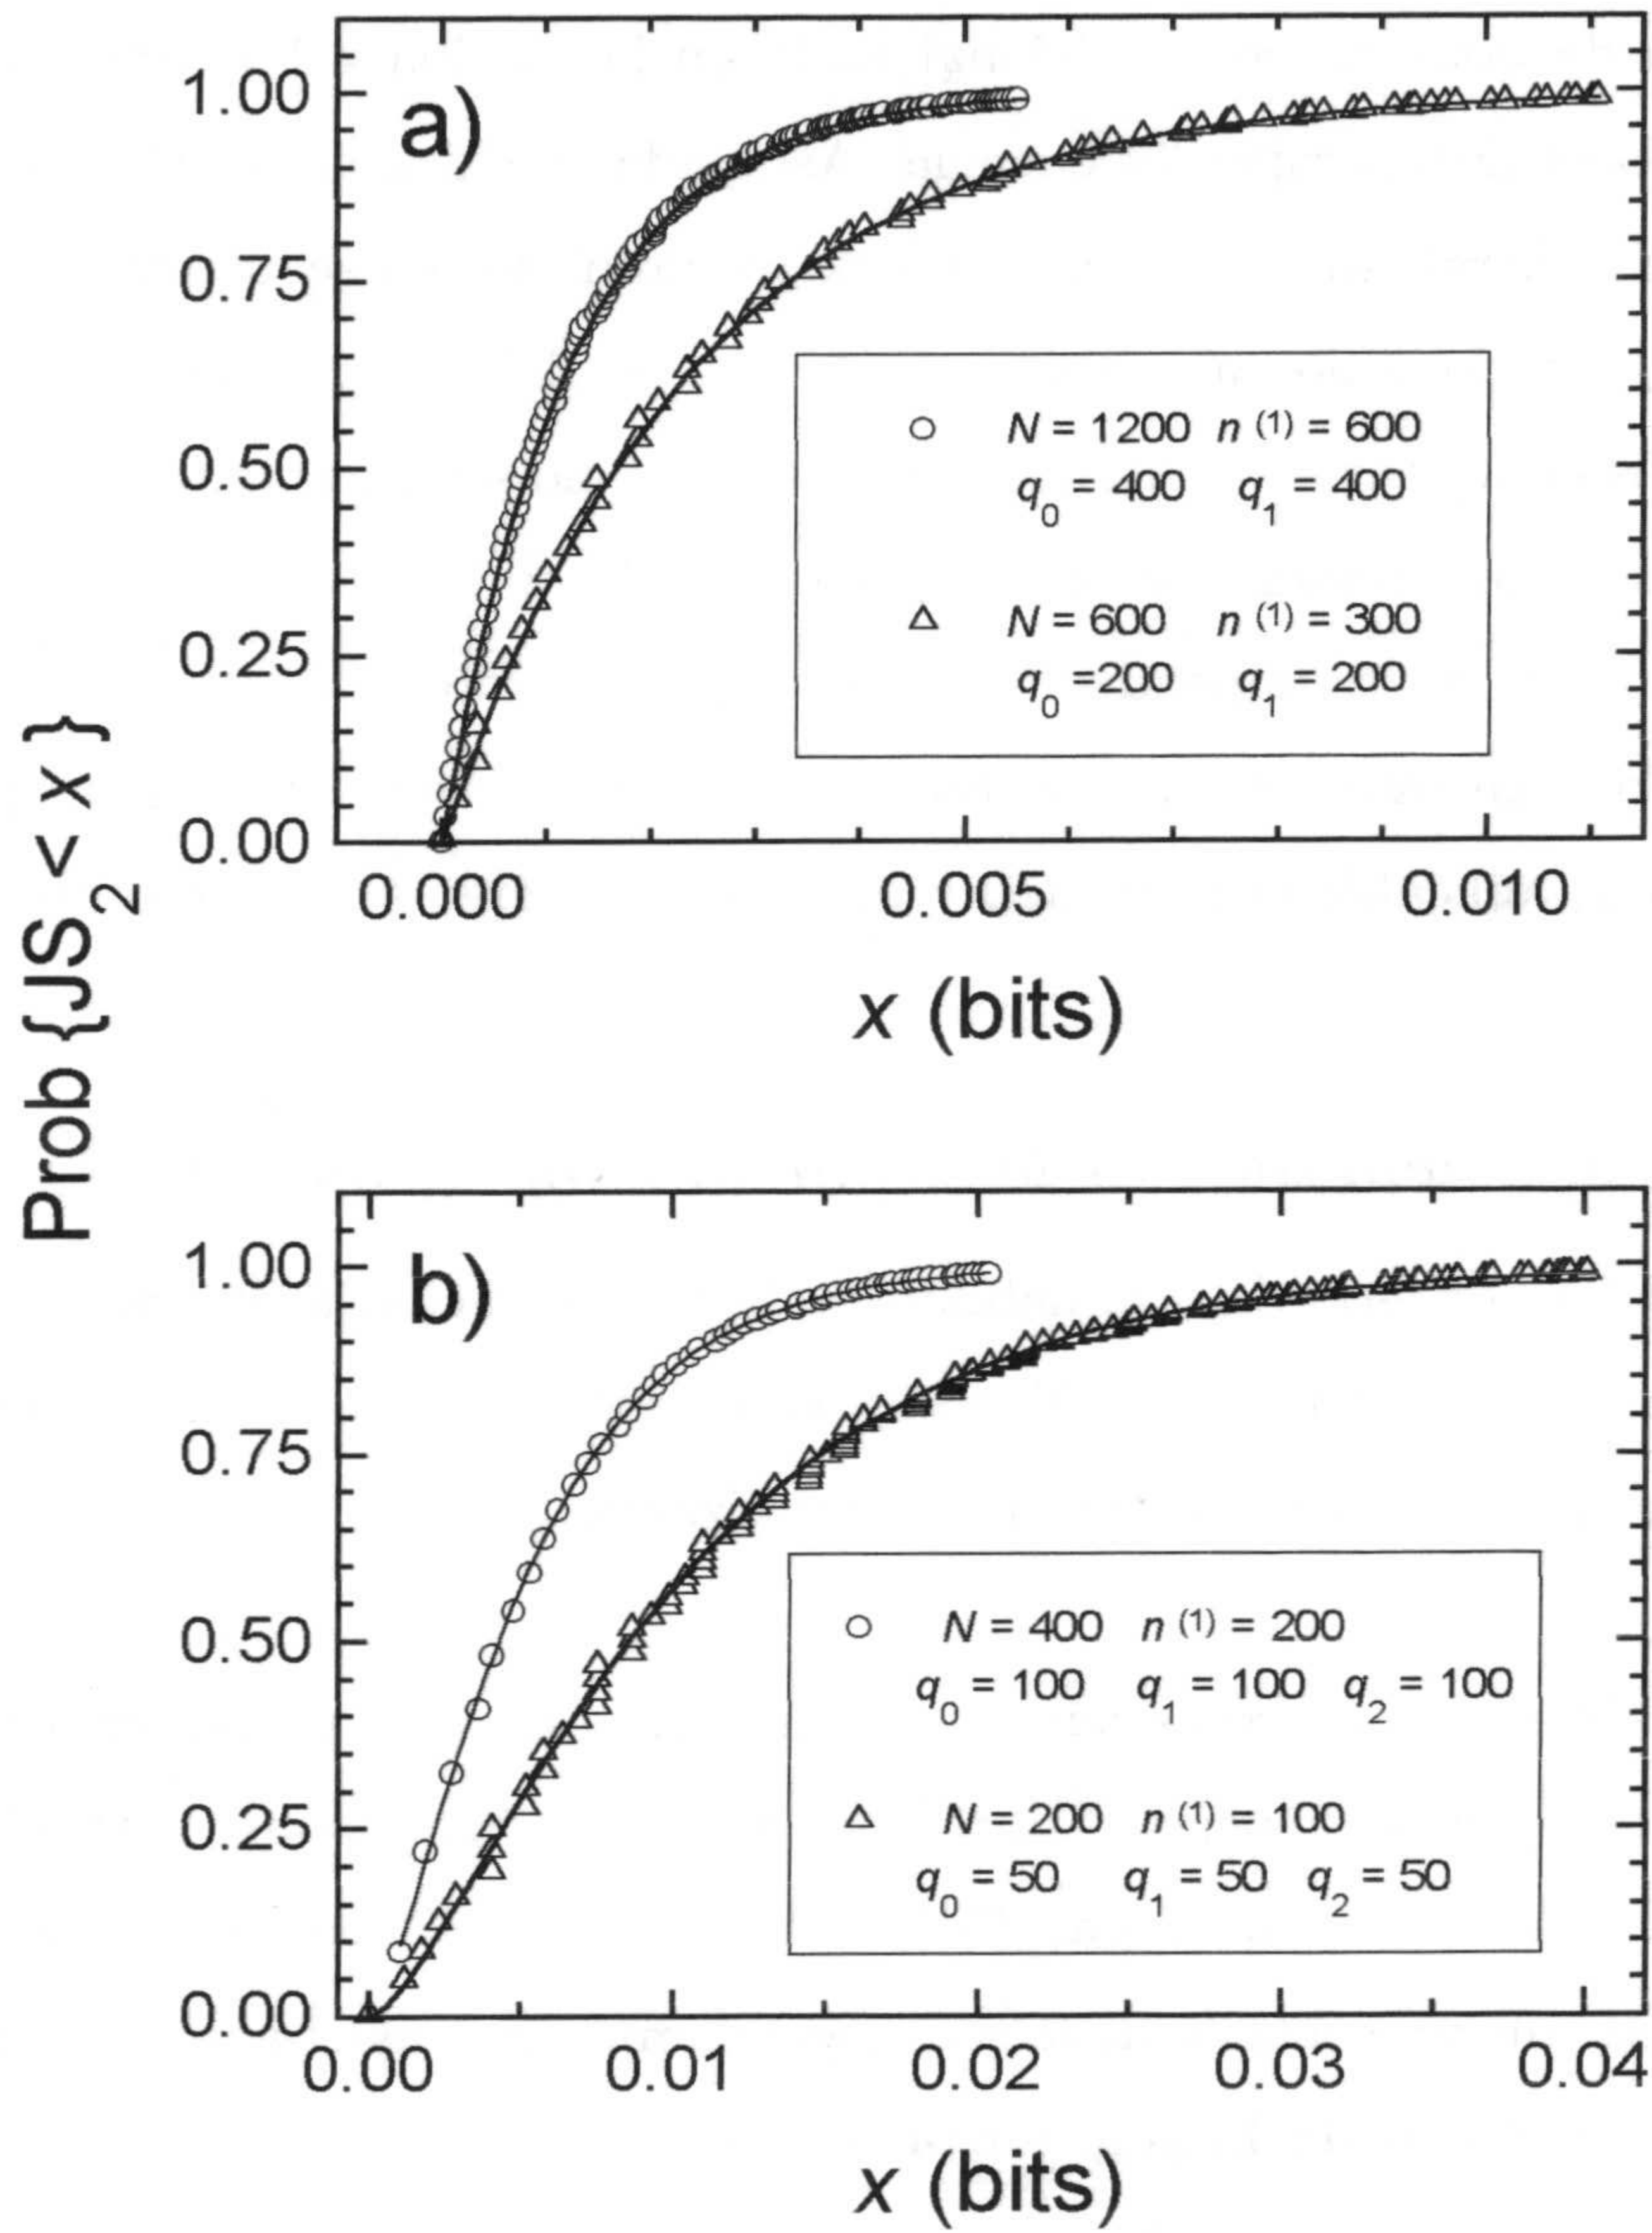 Prob {JS₂ < x }
a)
1.00
0.75
0.50
0.25
0.00
N = 1200 n (1) = 600
q₀ = 400 q₁ = 400
N = 600 n (1) = 300
q₀ =200 q₁ = 200
0.000 0.005 0.010
x (bits)
b)
1.00
0.75
0.50
0.25
0.00
N = 400 n (1) = 200
q₀ = 100 q₁ = 100 q₂ = 100
N = 200 n (1) = 100
q₀ = 50 q₁ = 50 q₂ = 50
0.00 0.01 0.02 0.03 0.04
x (bits)